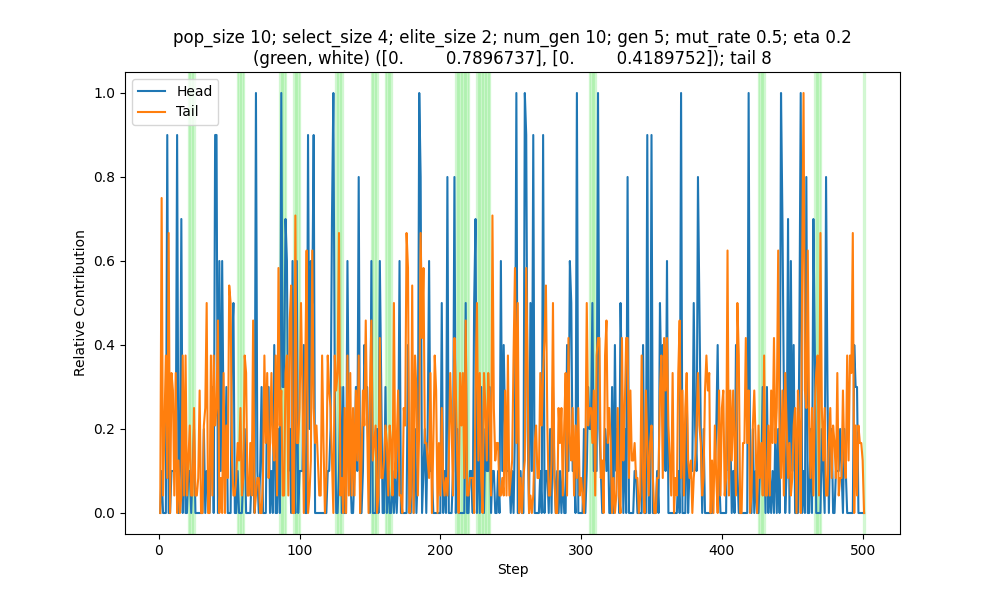 pop_size 10; select_size 4; elite_size 2; num_gen 10; gen 5; mut_rate 0.5; eta 0.2
(green, white) ([0.        0.7896737], [0.        0.4189752]); tail 8
Head
Tail
1.0
0.8
0.6
0.4
0.2
0.0
Relative Contribution
0 100 200 300 400 500
Step